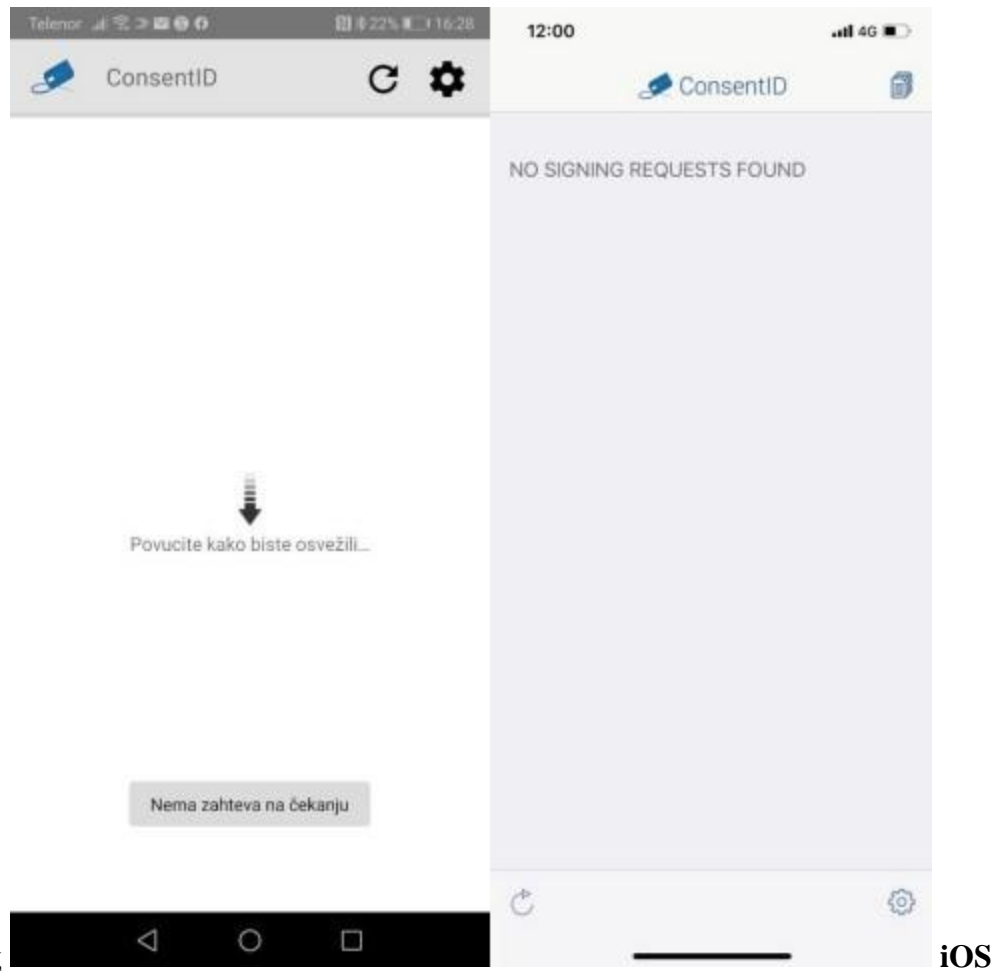 Telenor 22% 16:28
ConsentID
Povucite kako biste osvežili...
Nema zahteva na čekanju
12:00 4G
ConsentID
NO SIGNING REQUESTS FOUND
iOS